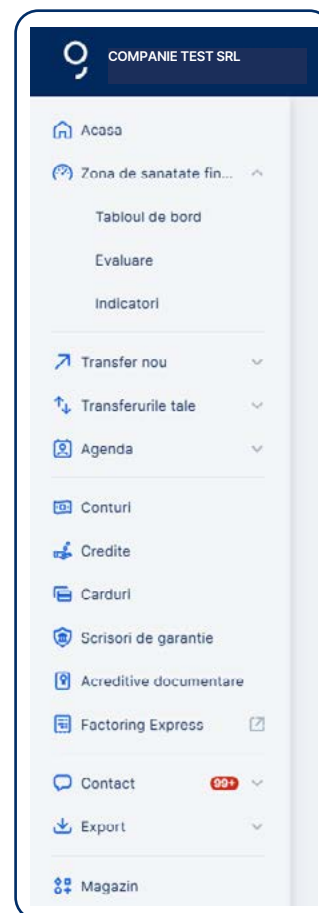 COMPANIE TEST SRL
Acasa
Zona de sanatate fin...
Tabloul de bord
Evaluare
Indicatori
Transfer nou
Transferurile tale
Agenda
Conturi
Credite
Carduri
Scrisori de garantie
Acreditive documentare
Factoring Express
Contact 99+
Export
Magazin